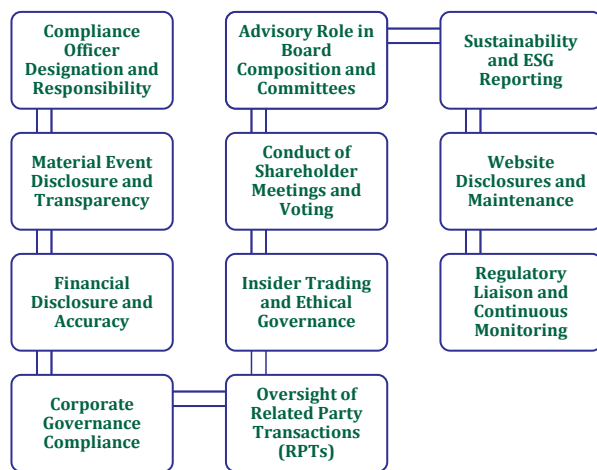 Compliance
Officer
Designation and
Responsibility
Material Event
Disclosure and
Transparency
Financial
Disclosure and
Accuracy
Corporate
Governance
Compliance
Oversight of
Related Party
Transactions
(RPTs)
Insider Trading
and Ethical
Governance
Conduct of
Shareholder
Meetings and
Voting
Advisory Role in
Board
Composition and
Committees
Sustainability
and ESG
Reporting
Website
Disclosures and
Maintenance
Regulatory
Liaison and
Continuous
Monitoring